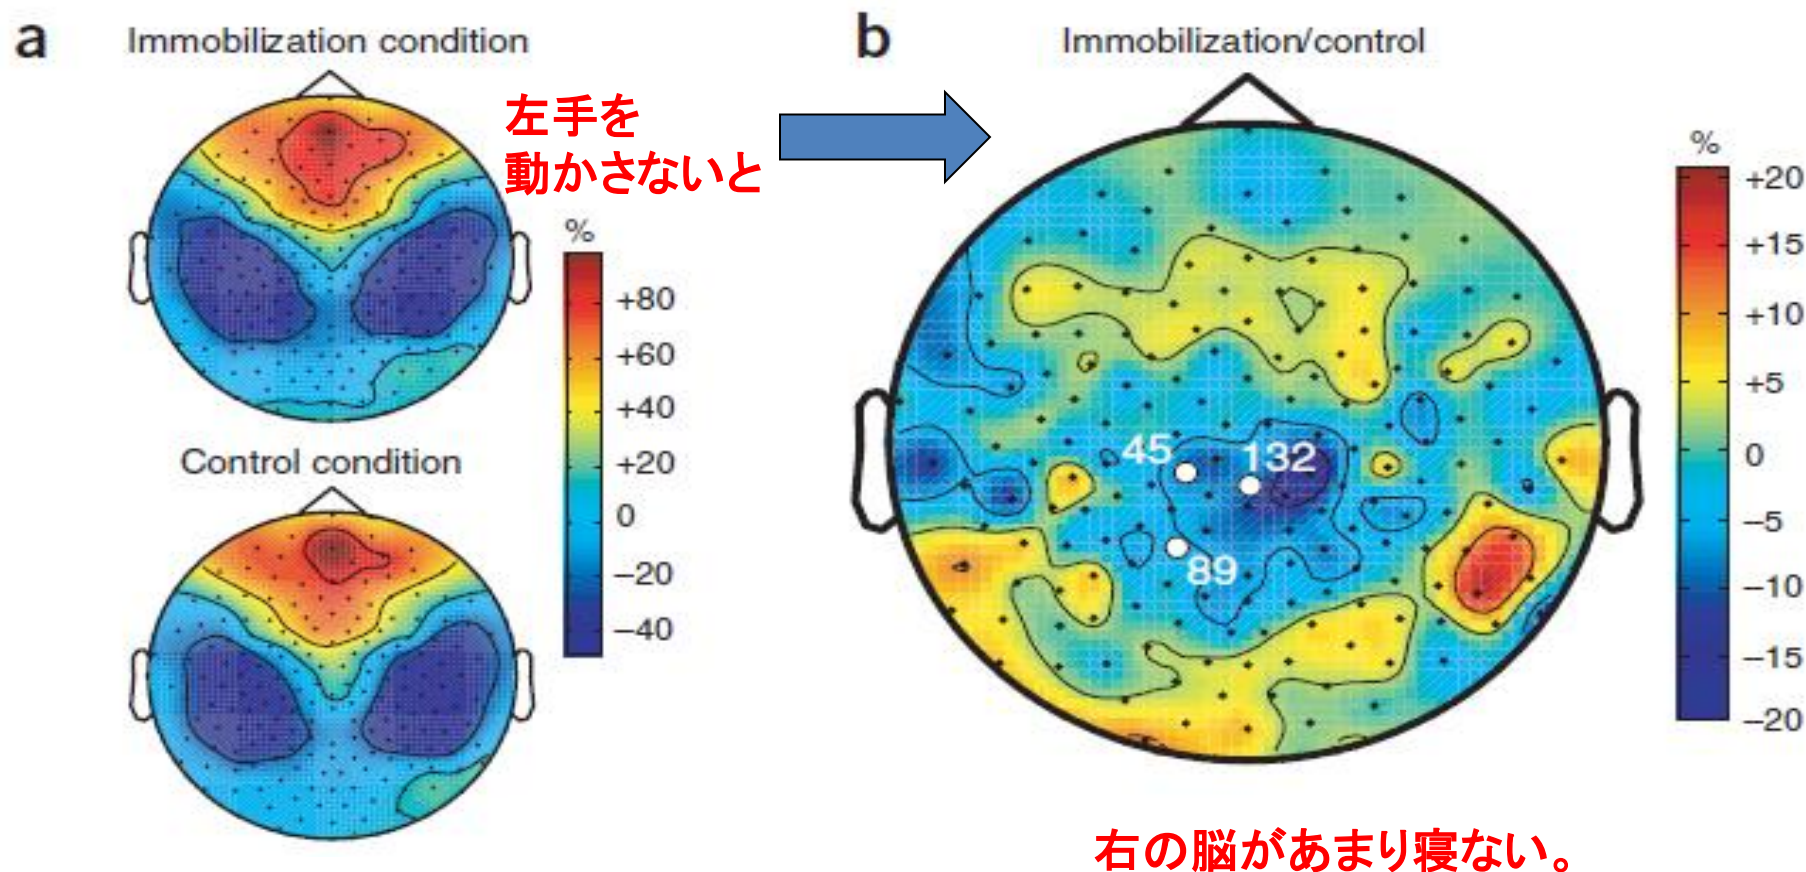 a
Immobilization condition
左手を
動かさないと
%
+80
+60
+40
+20
0
−20
−40
Control condition
b
Immobilization/control
%
+20
+15
+10
+5
0
−5
−10
−15
−20
45
132
89
右の脳があまり寝ない。